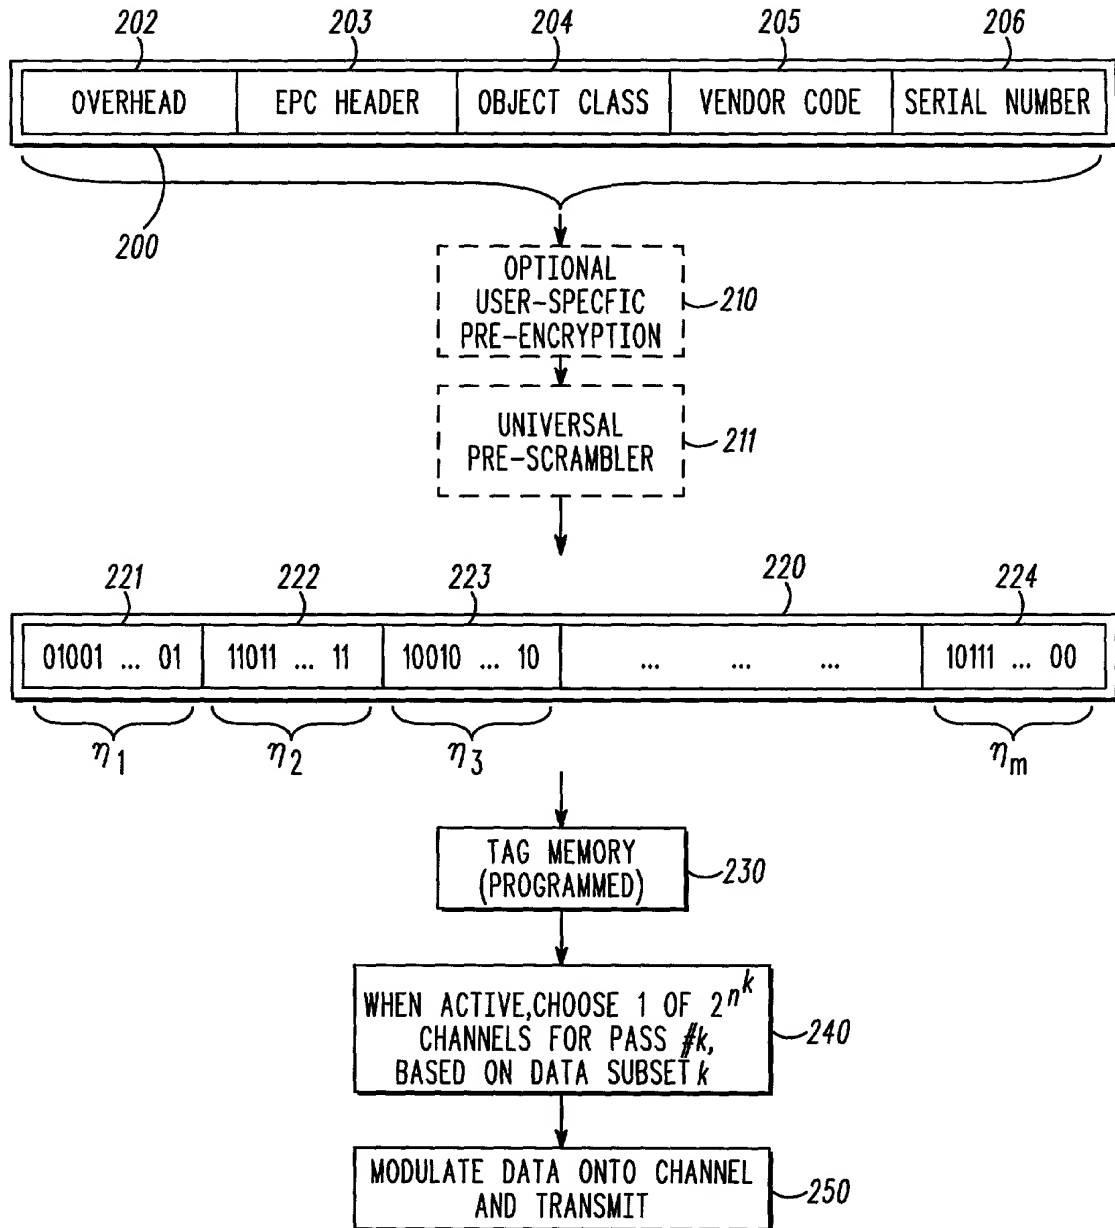 202 203 204 205 206
OVERHEAD EPC HEADER OBJECT CLASS VENDOR CODE SERIAL NUMBER
200
OPTIONAL
USER-SPECFIC
PRE-ENCRYPTION
210
UNIVERSAL
PRE-SCRAMBLER
211
221 222 223 220 224
01001 ... 01 11011 ... 11 10010 ... 10 ... ... ... 10111 ... 00
η1 η2 η3 ηm
TAG MEMORY
(PROGRAMMED)
230
WHEN ACTIVE,CHOOSE 1 OF 2^n^k
CHANNELS FOR PASS #k,
BASED ON DATA SUBSET k
240
MODULATE DATA ONTO CHANNEL
AND TRANSMIT
250